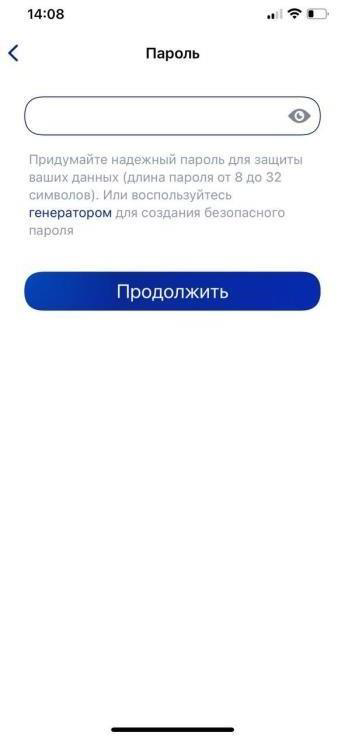 14:08
Пароль
Придумайте надежный пароль для защиты
ваших данных (длина пароля от 8 до 32
символов). Или воспользуйтесь
генератором для создания безопасного
пароля
Продолжить